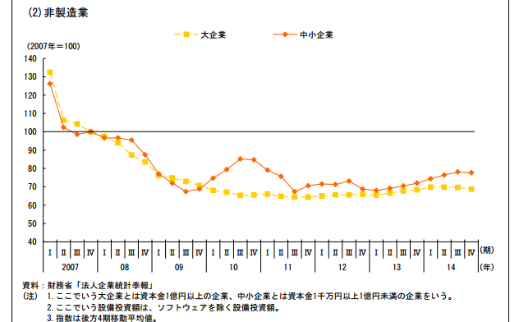 (2) 非製造業
大企業 中小企業
(2007年=100)
140
130
120
110
100
90
80
70
60
50
40
Ⅰ Ⅱ Ⅲ Ⅳ Ⅰ Ⅱ Ⅲ Ⅳ Ⅰ Ⅱ Ⅲ Ⅳ Ⅰ Ⅱ Ⅲ Ⅳ Ⅰ Ⅱ Ⅲ Ⅳ Ⅰ Ⅱ Ⅲ Ⅳ Ⅰ Ⅱ Ⅲ Ⅳ Ⅰ Ⅱ Ⅲ Ⅳ (期)
2007 08 09 10 11 12 13 14 (年)
資料:財務省「法人企業統計季報」
(注) 1.ここでいう大企業とは資本金1億円以上の企業、中小企業とは資本金1千万円以上1億円未満の企業をいう。
2.ここでいう設備投資額は、ソフトウェアを除く設備投資額。
3.指数は後方4期移動平均値。